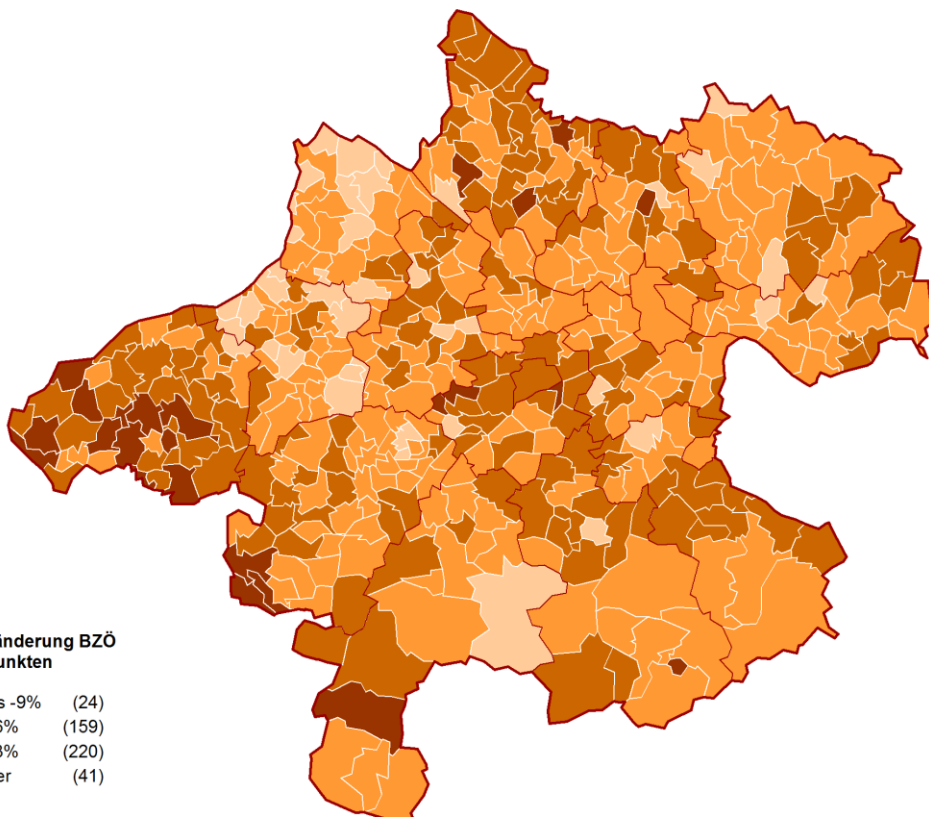 änderung BZÖ
unkten
s -9% (24)
6% (159)
3% (220)
er (41)